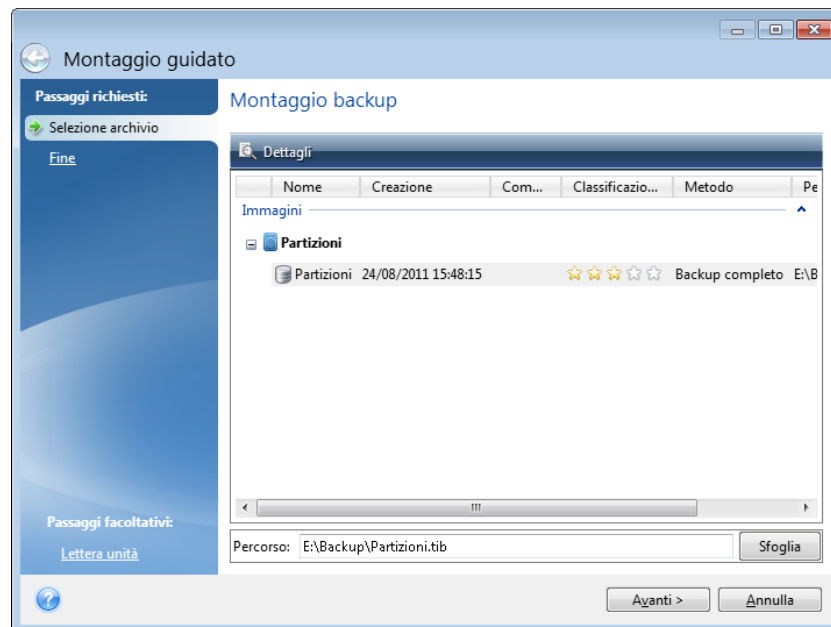 Montaggio guidato
Passaggi richiesti:
Selezione archivio
Fine
Passaggi facoltativi:
Lettera unità
Montaggio backup
Dettagli
Nome Creazione Com... Classificazio... Metodo Pe
Immagini
Partizioni
Partizioni 24/08/2011 15:48:15 Backup completo E:\B
Percorso: E:\Backup\Partizioni.tib Sfoglia
Avanti > Annulla